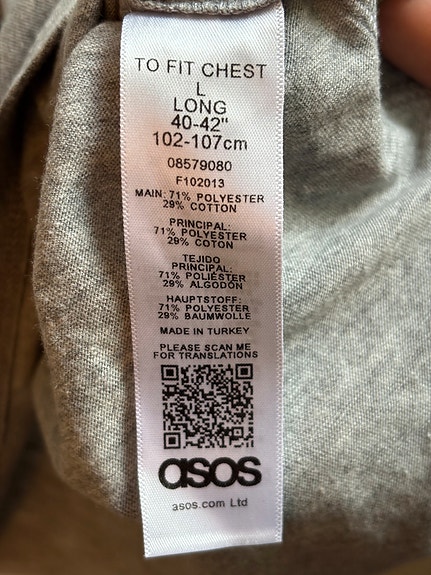 TO FIT CHEST
L
LONG
40-42"
102-107cm
08579080
F102013
MAIN: 71% POLYESTER
29% COTTON
PRINCIPAL:
71% POLYESTER
29% COTON
TEJIDO
PRINCIPAL:
71% POLIÉSTER
29% ALGODON
HAUPTSTOFF:
71% POLYESTER
29% BAUMWOLLE
MADE IN TURKEY
PLEASE SCAN ME
FOR TRANSLATIONS
asos
asos.com Ltd